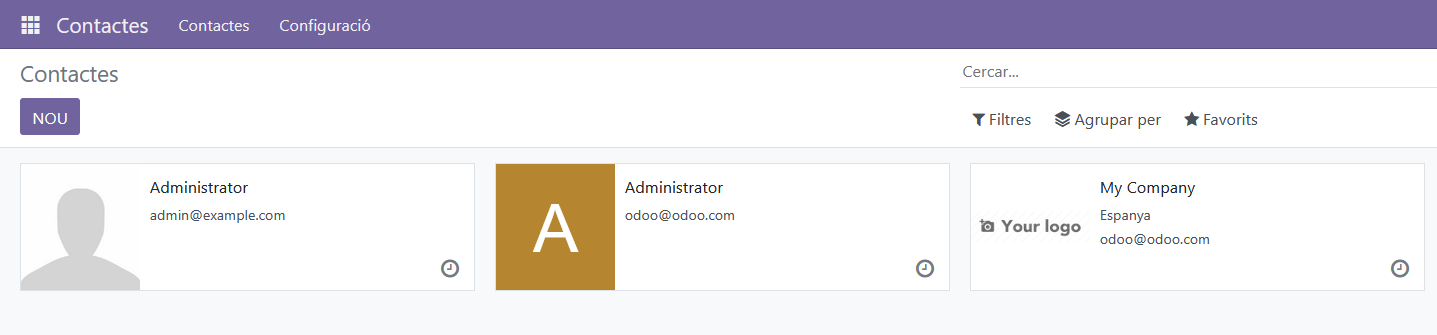 Contactes Contactes Configuració
Contactes
Cercar...
NOU
Filtres Agrupar per Favorits
Administrator
admin@example.com
A
Administrator
odoo@odoo.com
Your logo
My Company
Espanya
odoo@odoo.com